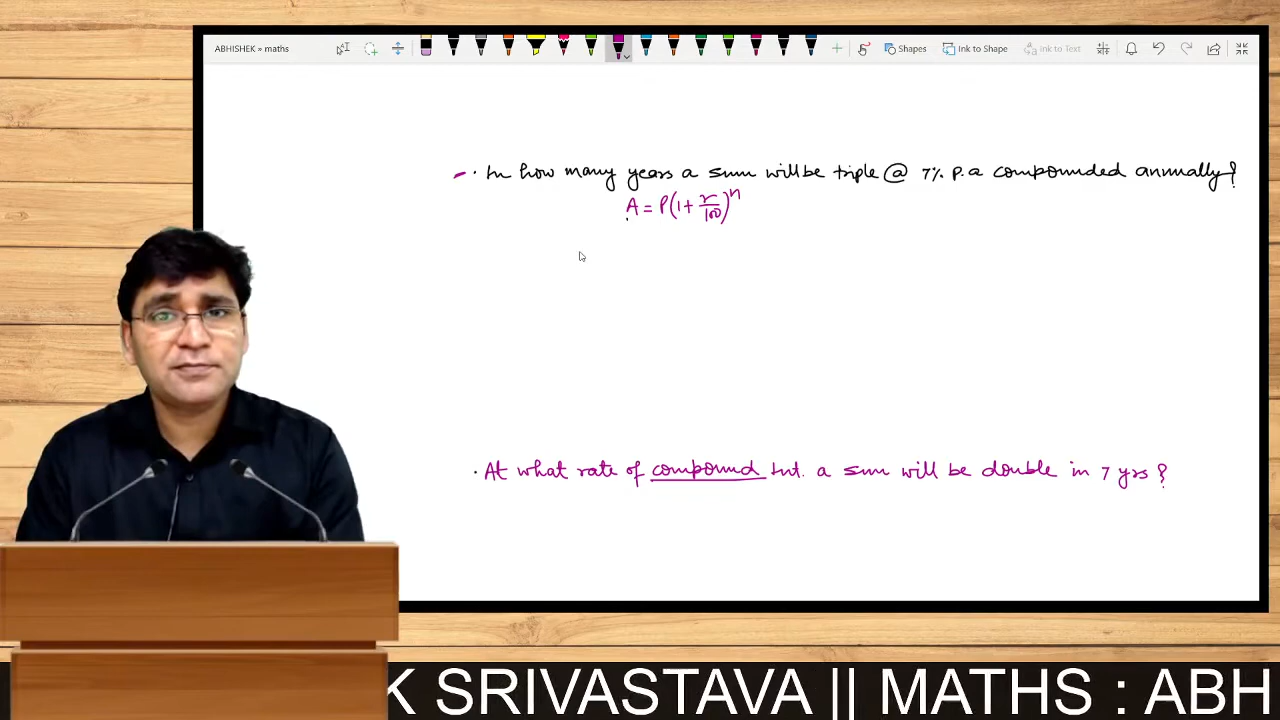 ABHISHEK » maths
Shapes
Ink to Shape
Ink to Text
- · In how many years a sum will be triple @ 7% p.a compounded annually?
A = P(1 + r/100)^n
· At what rate of compound Int. a sum will be double in 7 yrs ?
K SRIVASTAVA || MATHS : ABH